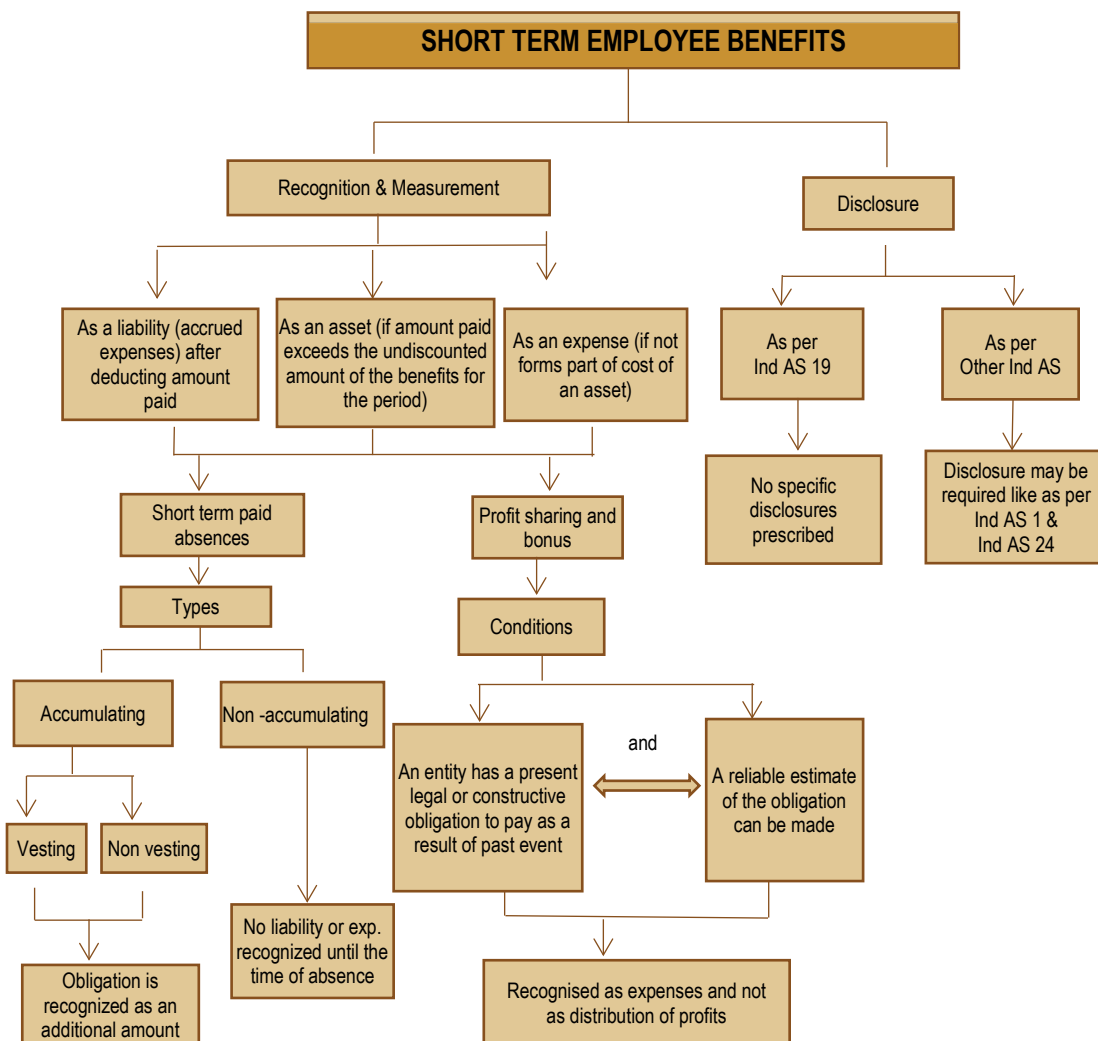 SHORT TERM EMPLOYEE BENEFITS
Recognition & Measurement
Disclosure
As a liability (accrued
expenses) after
deducting amount
paid
As an asset (if amount paid
exceeds the undiscounted
amount of the benefits for
the period)
As an expense (if not
forms part of cost of
an asset)
As per
Ind AS 19
As per
Other Ind AS
Short term paid
absences
Profit sharing and
bonus
No specific
disclosures
prescribed
Disclosure may be
required like as per
Ind AS 1 &
Ind AS 24
Types
Conditions
Accumulating
Non -accumulating
An entity has a present
legal or constructive
obligation to pay as a
result of past event
and
A reliable estimate
of the obligation
can be made
Vesting
Non vesting
No liability or exp.
recognized until the
time of absence
Obligation is
recognized as an
additional amount
Recognised as expenses and not
as distribution of profits